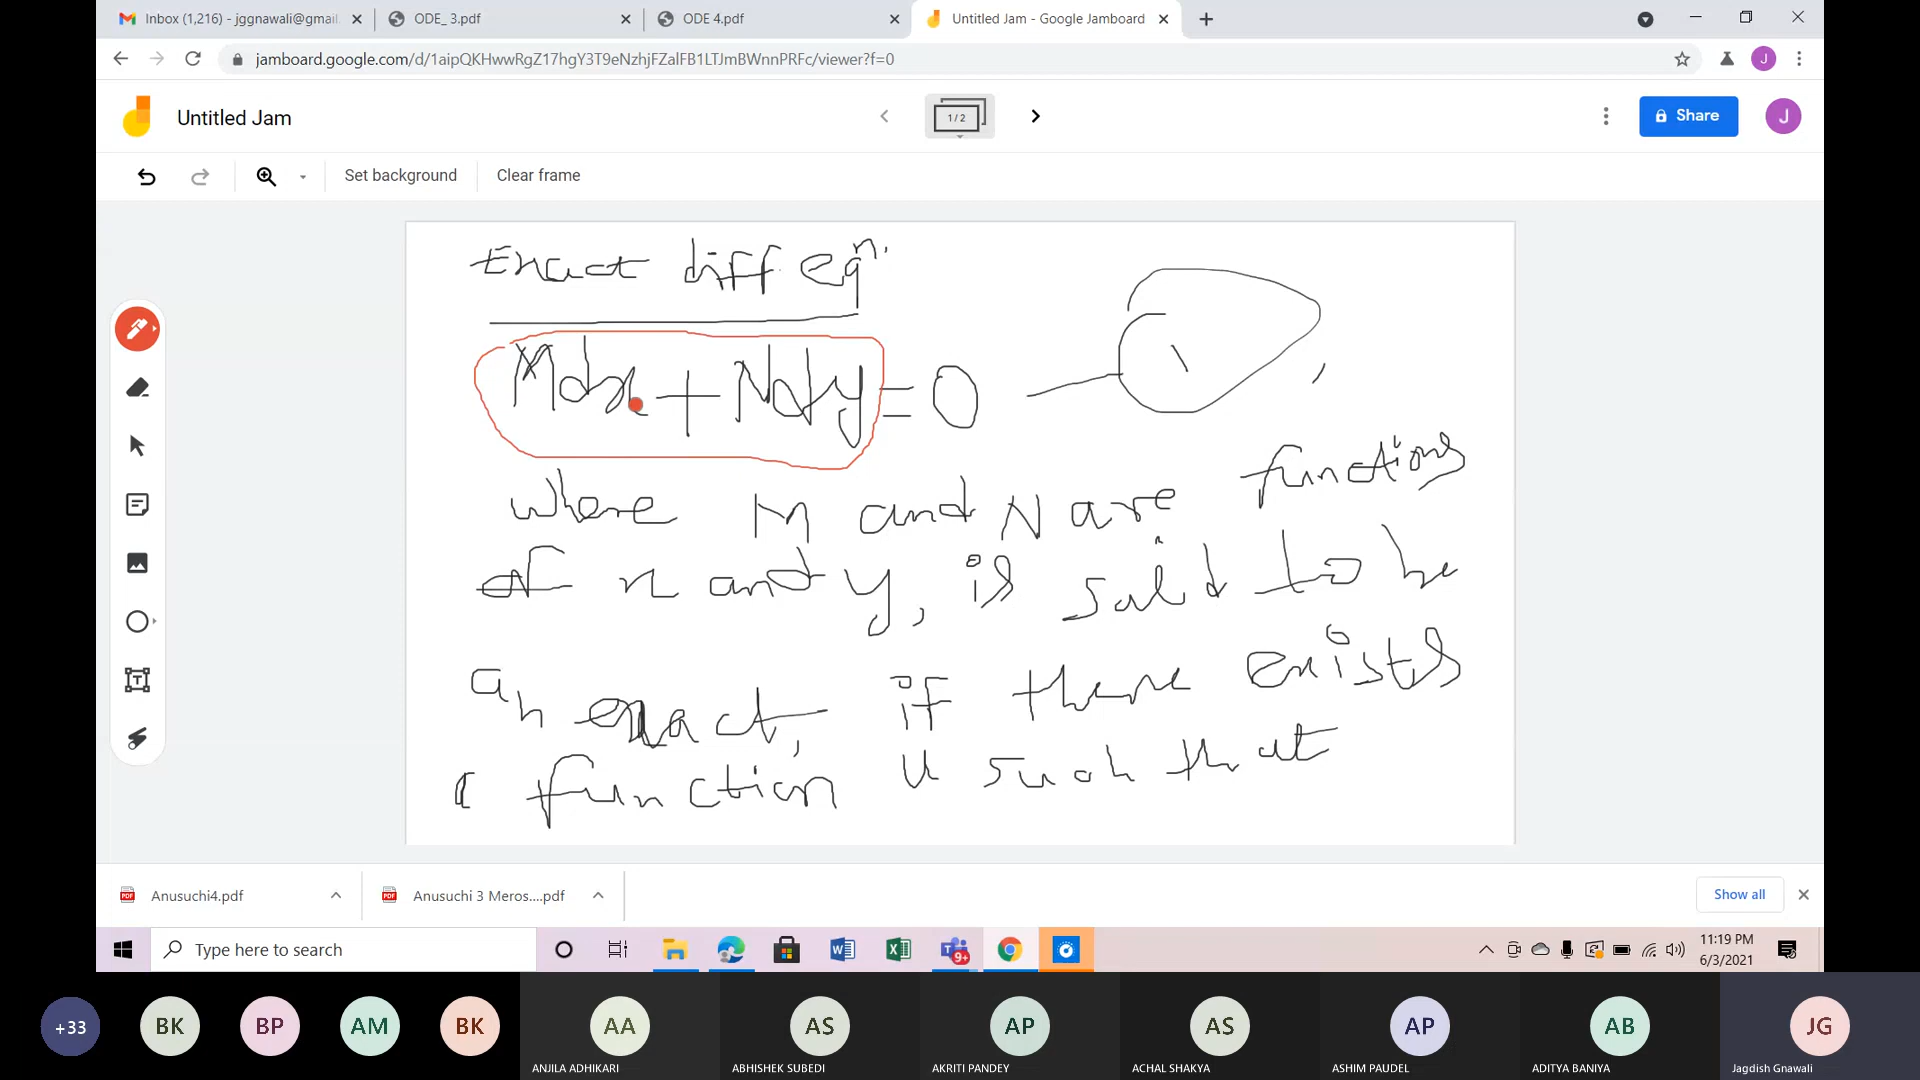 Inbox (1,216) - jggnawali@gmail.
ODE_ 3.pdf
ODE 4.pdf
Untitled Jam - Google Jamboard
jamboard.google.com/d/1aipQKHwwRgZ17hgY3T9eNzhjFZalFB1LTJmBWnnPRFc/viewer?f=0
J
Untitled Jam
1 / 2
Share
J
Set background
Clear frame
Exact diff eqⁿ.
Mdx + Ndy = 0
where M and N are functions
of x and y, is said to be
an exact, if there exists
a function u such that
Anusuchi4.pdf
Anusuchi 3 Meros....pdf
Show all
Type here to search
9+
11:19 PM
6/3/2021
+33
BK
BP
AM
BK
AA
AS
AP
AS
AP
AB
JG
ANJILA ADHIKARI
ABHISHEK SUBEDI
AKRITI PANDEY
ACHAL SHAKYA
ASHIM PAUDEL
ADITYA BANIYA
Jagdish Gnawali